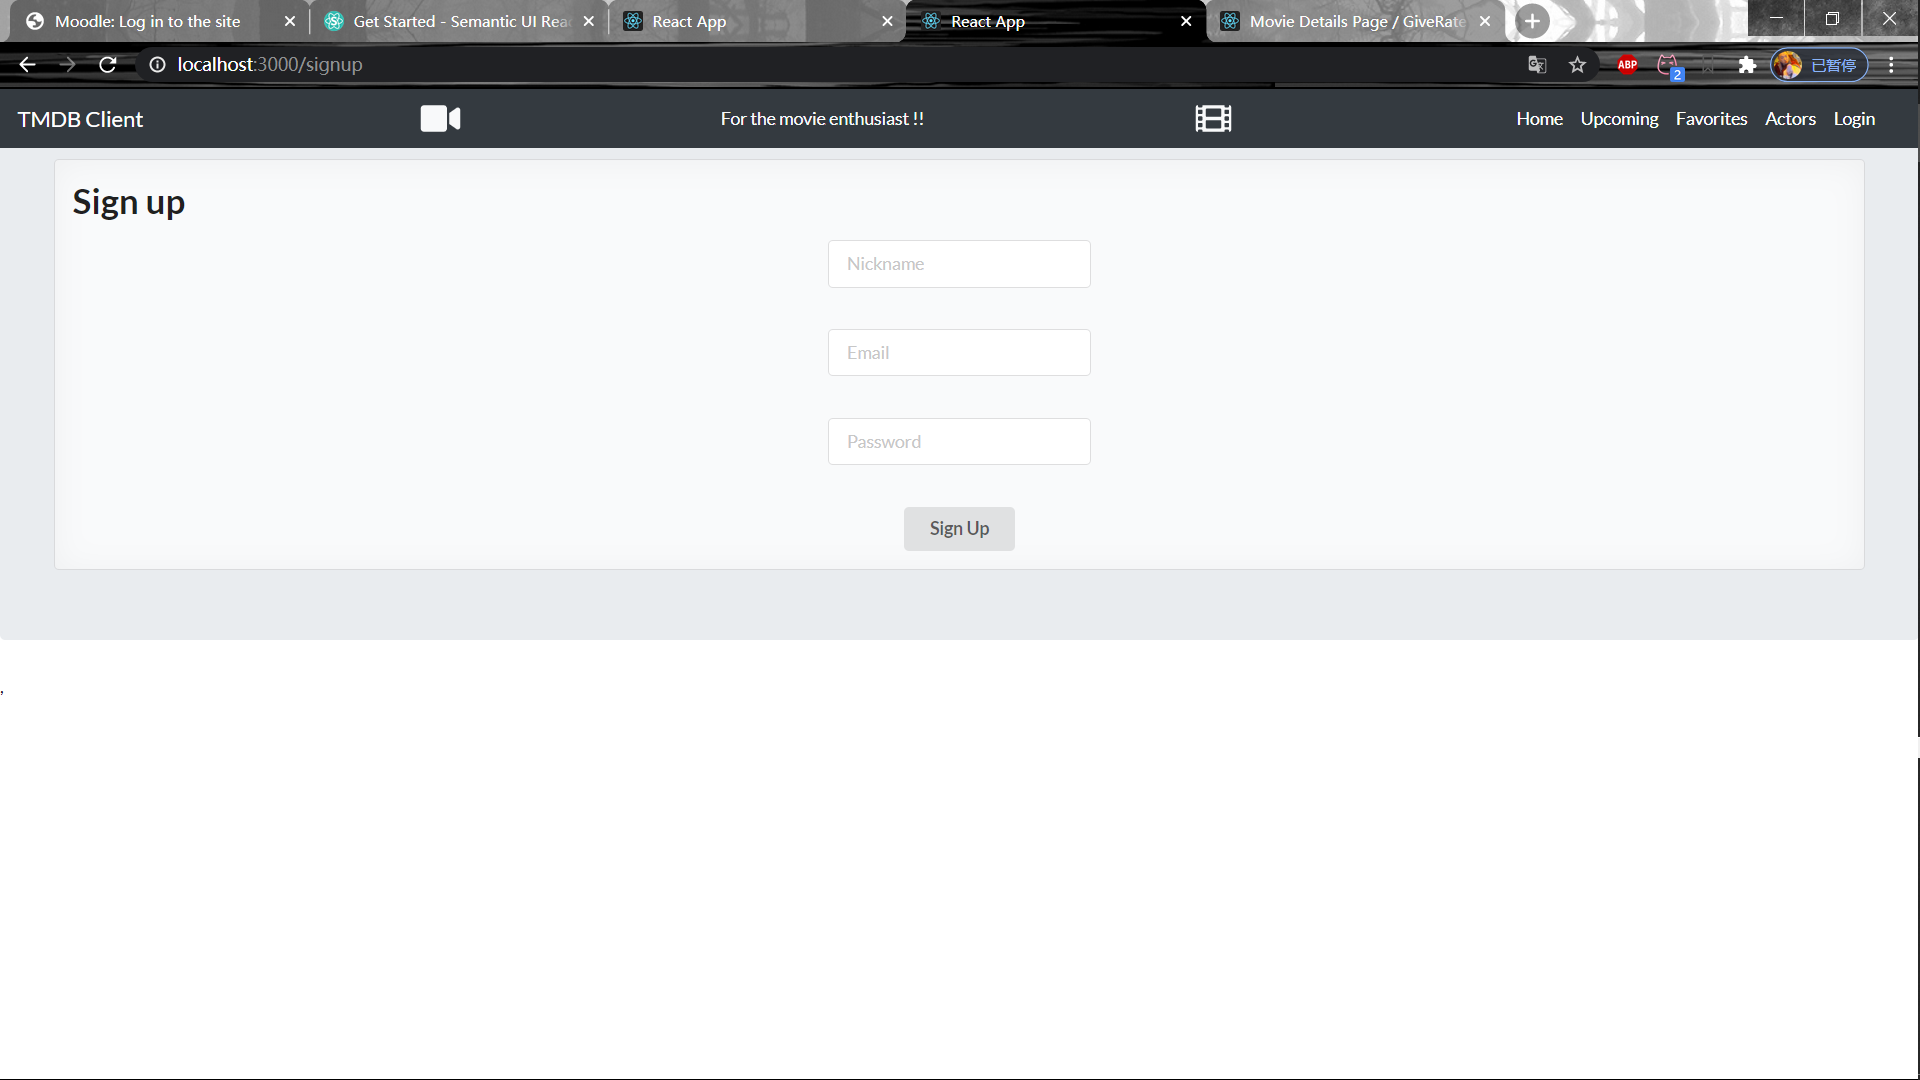 Moodle: Log in to the site
Get Started - Semantic UI Rea
React App
React App
Movie Details Page / GiveRate
localhost:3000/signup
ABP
2
已暂停
TMDB Client
For the movie enthusiast !!
Home
Upcoming
Favorites
Actors
Login
Sign up
Nickname
Email
Password
Sign Up
,